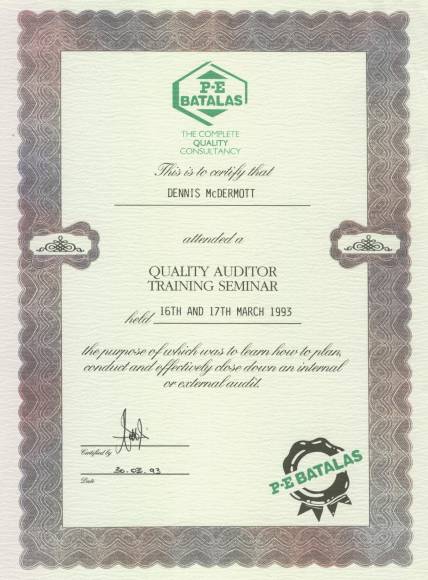 P-E
BATALAS
THE COMPLETE
QUALITY
CONSULTANCY
This is to certify that
DENNIS McDERMOTT
attended a
QUALITY AUDITOR
TRAINING SEMINAR
held 16TH AND 17TH MARCH 1993
the purpose of which was to learn how to plan,
conduct and effectively close down an internal
or external audit.
Certified by
30.03.93
Date
P-E BATALAS